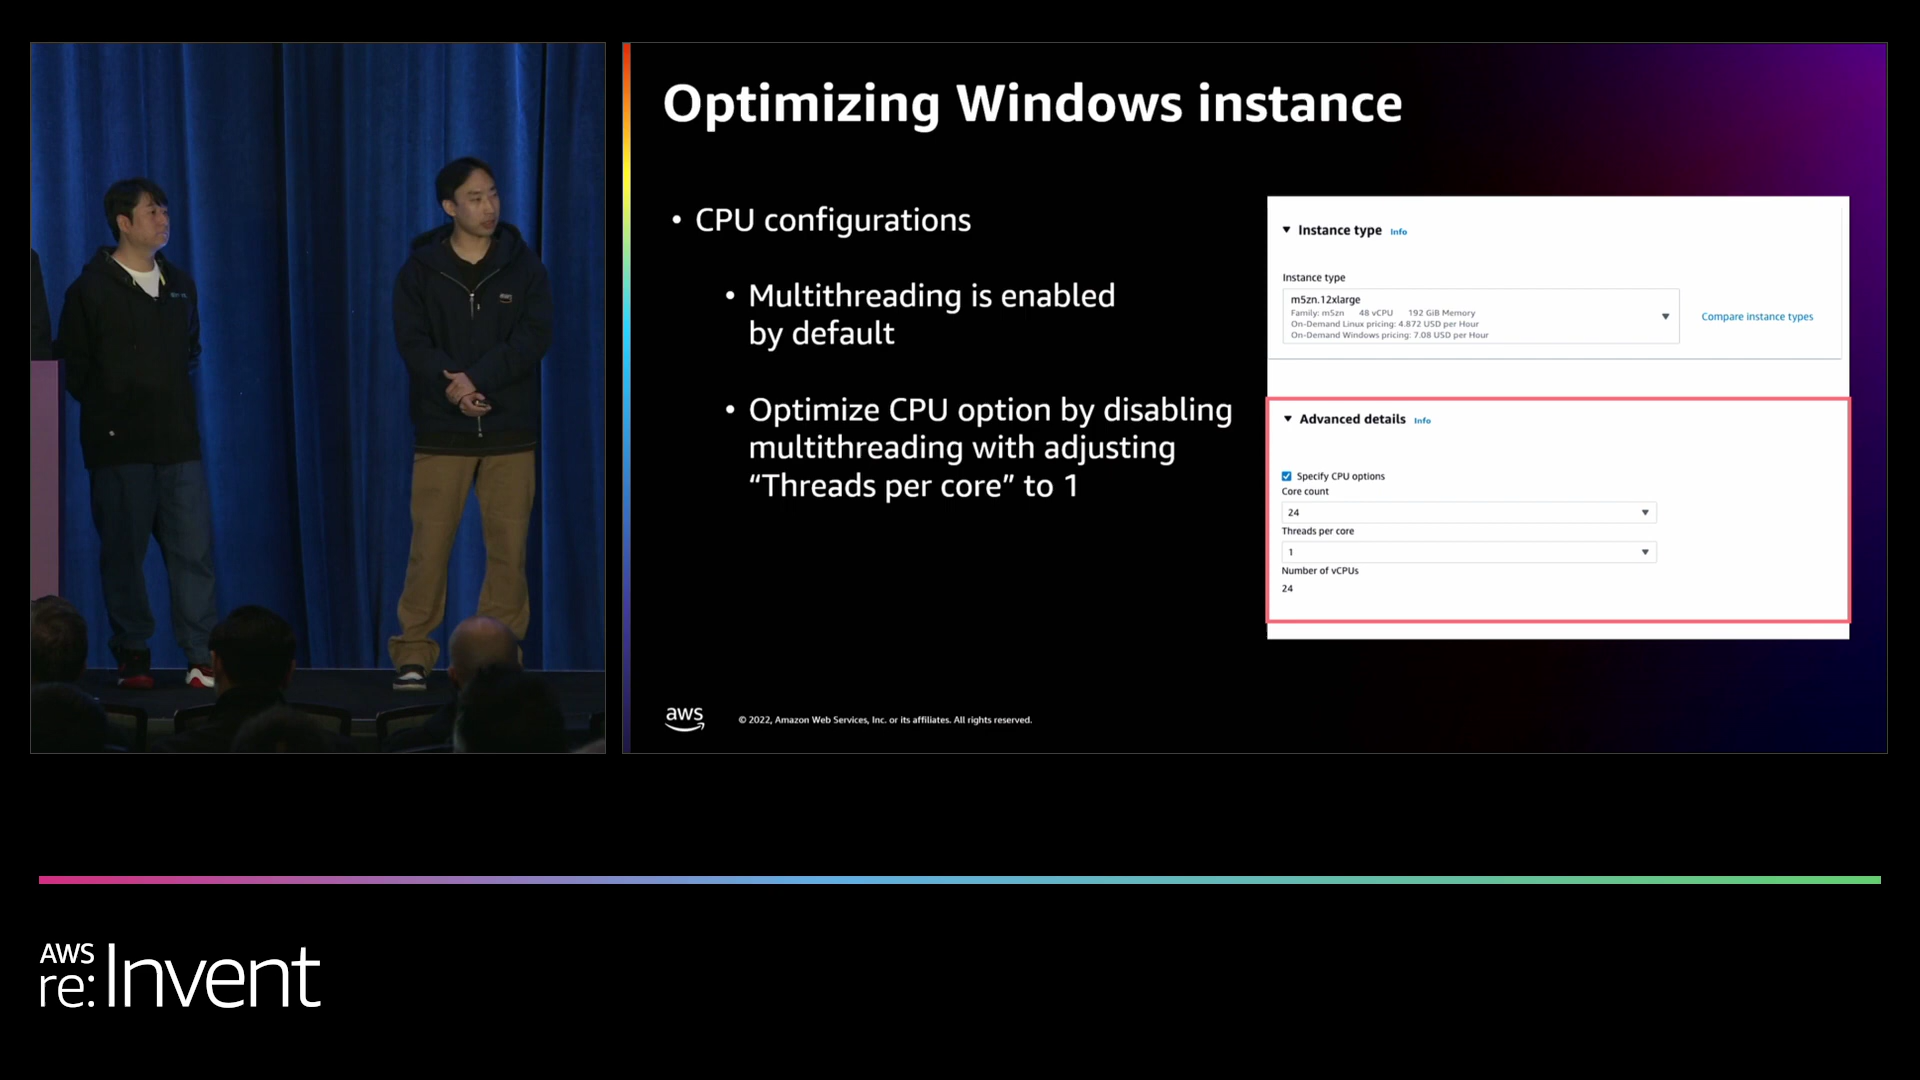 Optimizing Windows instance
• CPU configurations
• Multithreading is enabled
by default
• Optimize CPU option by disabling
multithreading with adjusting
“Threads per core” to 1
Instance type Info
Instance type
m5zn.12xlarge
Family: m5zn 48 vCPU 192 GiB Memory
On-Demand Linux pricing: 4.872 USD per Hour
On-Demand Windows pricing: 7.08 USD per Hour
Compare instance types
Advanced details Info
Specify CPU options
Core count
24
Threads per core
1
Number of vCPUs
24
aws
© 2022, Amazon Web Services, Inc. or its affiliates. All rights reserved.
AWS
re:Invent